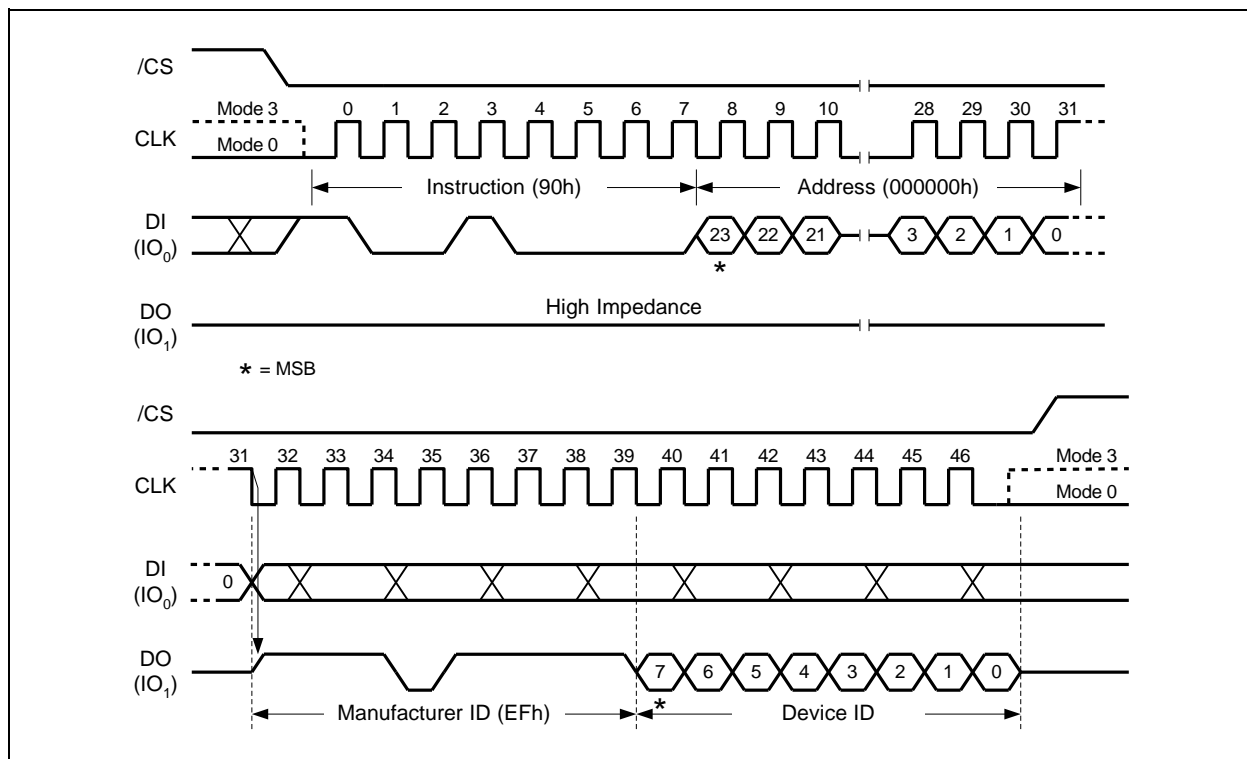 /CS
Mode 3
0 1 2 3 4 5 6 7 8 9 10 28 29 30 31
CLK
Mode 0
Instruction (90h) Address (000000h)
DI
(IO0)
23 22 21 3 2 1 0
*
High Impedance
DO
(IO1)
* = MSB
/CS
31 32 33 34 35 36 37 38 39 40 41 42 43 44 45 46
Mode 3
CLK
Mode 0
DI
(IO0)
0
DO
(IO1)
7 6 5 4 3 2 1 0
*
Manufacturer ID (EFh) Device ID